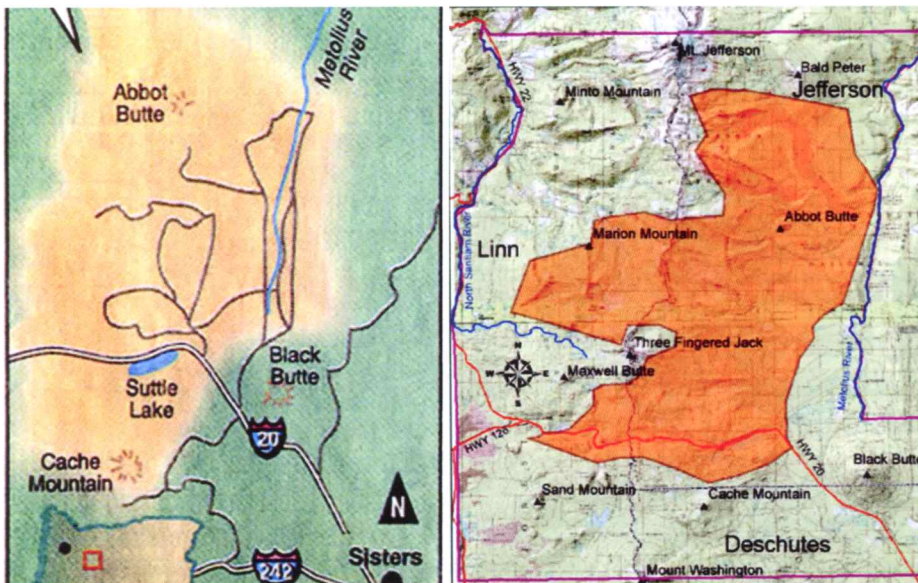 Abbot
Butte
Metolius
River
Black
Butte
Suttle
Lake
20
Cache
Mountain
N
Sisters
242
Mt. Jefferson
Bald Peter
Jefferson
HWY 22
Minto Mountain
Abbot Butte
Marion Mountain
Linn
North Santiam River
Three Fingered Jack
N
W
E
S
Maxwell Butte
Metolius River
HWY 126
HWY 20
Black Butte
Sand Mountain
Cache Mountain
Deschutes
Mount Washington